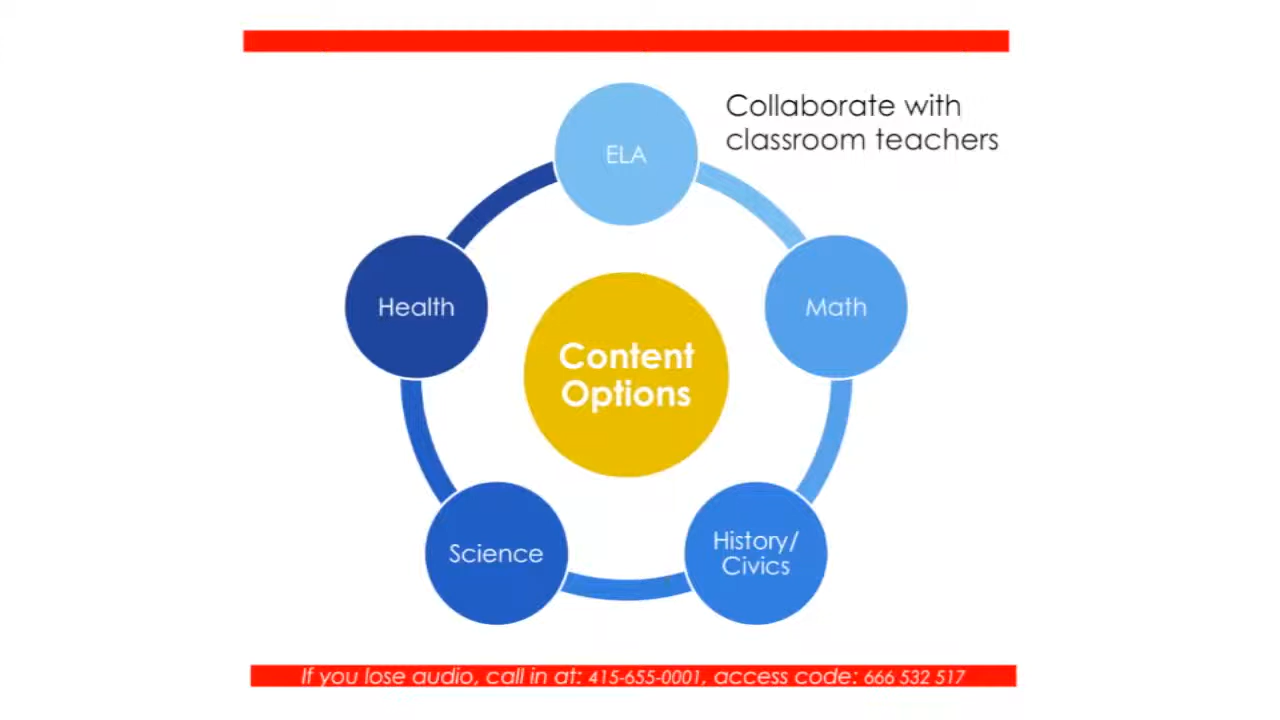 Collaborate with
classroom teachers
ELA
Health
Math
Content
Options
Science
History/
Civics
If you lose audio, call in at: 415-655-0001, access code: 666 532 517